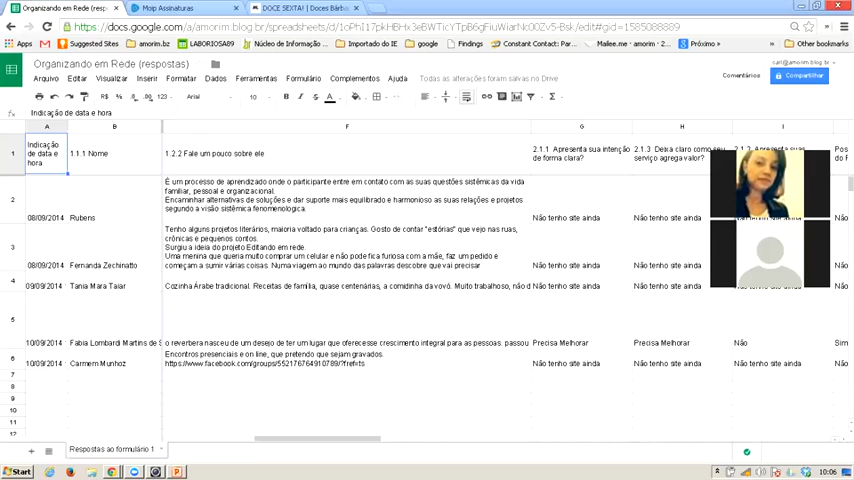 Organizando em Rede (resp
Moip Assinaturas
DOCE SEXTA! | Doces Bárba
https://docs.google.com/a/amorim.blog.br/spreadsheets/d/1cPhI17pkHBHx3eBWTicYTpB6gFiuWiarNc00Zv5-Bsk/edit#gid=1585088889
Apps
Suggested Sites
amorim.bz
LABORIOSA89
Núcleo de Informação
Importado do IE
google
Findings
Constant Contact: Par
Mailee.me - amorim
Próximo »
Other bookmarks
Organizando em Rede (respostas)
Arquivo Editar Visualizar Inserir Formatar Dados Ferramentas Formulário Complementos Ajuda Todas as alterações foram salvas no Drive
Comentários
Compartilhar
R$ % Arial 10
fx Indicação de data e hora
A B F G H I
1 Indicação de data e hora
1.1.1 Nome
1.2.2 Fale um pouco sobre ele
2.1.1 Apresenta sua intenção de forma clara?
2.1.3 Deixa claro como seu serviço agrega valor?
2
É um processo de aprendizado onde o participante entre em contato com as suas questões sistêmicas da vida
familiar, pessoal e organizacional.
Encaminhar alternativas de soluções e dar suporte mais equilibrado e harmonioso as suas relações e projetos
segundo a visão sistêmica fenomenológica.
08/09/2014 Rubens Não tenho site ainda Não tenho site ainda
3
Tenho alguns projetos literários, maioria voltado para crianças. Gosto de contar "estórias" que vejo nas ruas,
crônicas e pequenos contos.
Surgiu a ideia do projeto Editando em rede.
Uma menina que queria muito comprar um celular e não pode fica furiosa com a mãe, faz um pedido e
começam a sumir várias coisas. Numa viagem ao mundo das palavras descobre que vai precisar
08/09/2014 Fernanda Zechinatto Não tenho site ainda Não tenho site ainda
4
09/09/2014 Tania Mara Taiar Cozinha Árabe tradicional. Receitas de família, quase centenárias, a comidinha da vovó. Muito trabalhoso, não d Não tenho site ainda Não tenho site ainda
5
10/09/2014 Fabia Lombardi Martins de S o reverbera nasceu de um desejo de ter um lugar que oferecesse crescimento integral para as pessoas. passou Precisa Melhorar Precisa Melhorar Não Sim
6
Encontros presenciais e on line, que pretendo que sejam gravados.
10/09/2014 Carmem Munhoz https://www.facebook.com/groups/552176764910789/?fref=ts Não tenho site ainda Não tenho site ainda Não tenho site ainda Não
7
8
9
10
11
12
Respostas ao formulário 1
Start
10:06